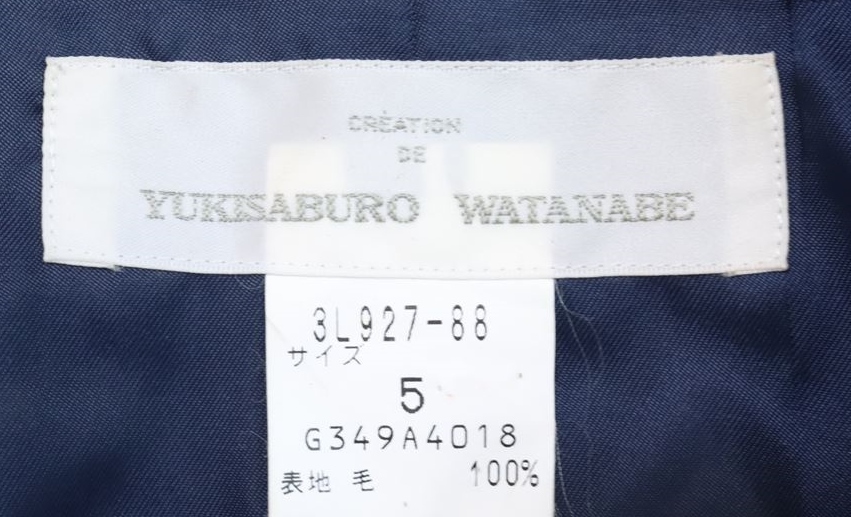 CRÉATION
DE
YUKISABURO WATANABE
3L927-88
サイズ
5
G349A4018
表地 毛 100%